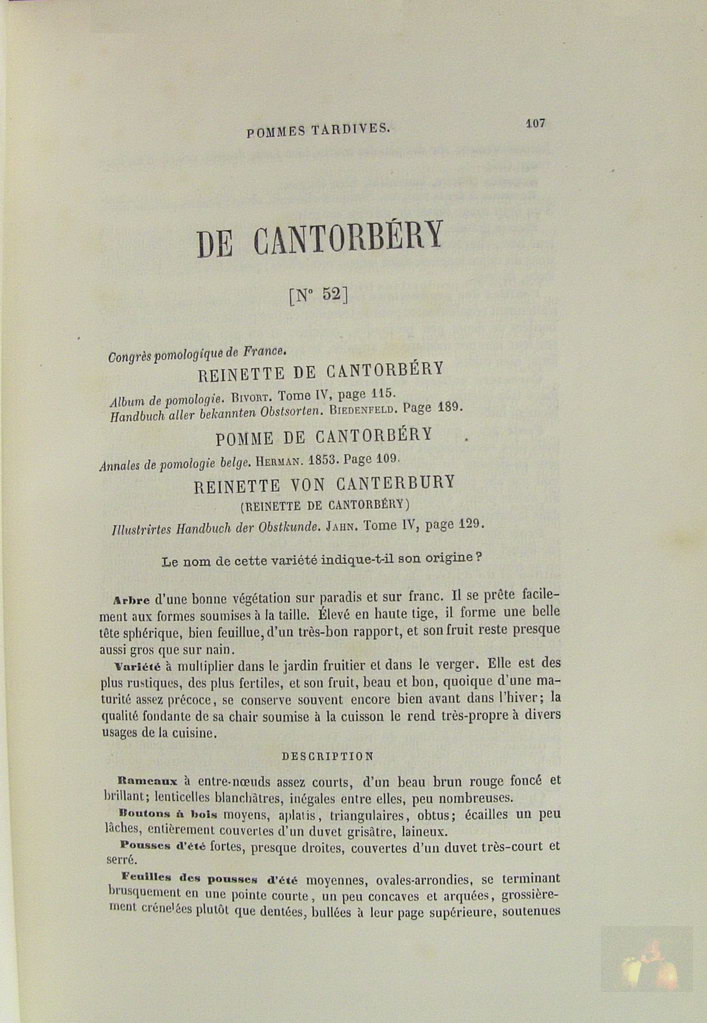 POMMES TARDIVES. 107
DE CANTORBÉRY
[N° 52]
Congrès pomologique de France.
REINETTE DE CANTORBÉRY
Album de pomologie. BIVORT. Tome IV, page 115.
Handbuch aller bekannten Obstsorten. BIEDENFELD. Page 189.
POMME DE CANTORBÉRY
Annales de pomologie belge. HERMAN. 1853. Page 109.
REINETTE VON CANTERBURY
(REINETTE DE CANTORBÉRY)
Illustrirtes Handbuch der Obstkunde. JAHN. Tome IV, page 129.
Le nom de cette variété indique-t-il son origine ?
Arbre d'une bonne végétation sur paradis et sur franc. Il se prête facile-
ment aux formes soumises à la taille. Élevé en haute tige, il forme une belle
tête sphérique, bien feuillue, d'un très-bon rapport, et son fruit reste presque
aussi gros que sur nain.
Variété à multiplier dans le jardin fruitier et dans le verger. Elle est des
plus rustiques, des plus fertiles, et son fruit, beau et bon, quoique d'une ma-
turité assez précoce, se conserve souvent encore bien avant dans l'hiver; la
qualité fondante de sa chair soumise à la cuisson le rend très-propre à divers
usages de la cuisine.
DESCRIPTION
Rameaux à entre-nœuds assez courts, d'un beau brun rouge foncé et
brillant; lenticelles blanchâtres, inégales entre elles, peu nombreuses.
Boutons à bois moyens, aplatis, triangulaires, obtus; écailles un peu
lâches, entièrement couvertes d'un duvet grisâtre, laineux.
Pousses d'été fortes, presque droites, couvertes d'un duvet très-court et
serré.
Feuilles des pousses d'été moyennes, ovales-arrondies, se terminant
brusquement en une pointe courte, un peu concaves et arquées, grossière-
ment crénelées plutôt que dentées, bullées à leur page supérieure, soutenues